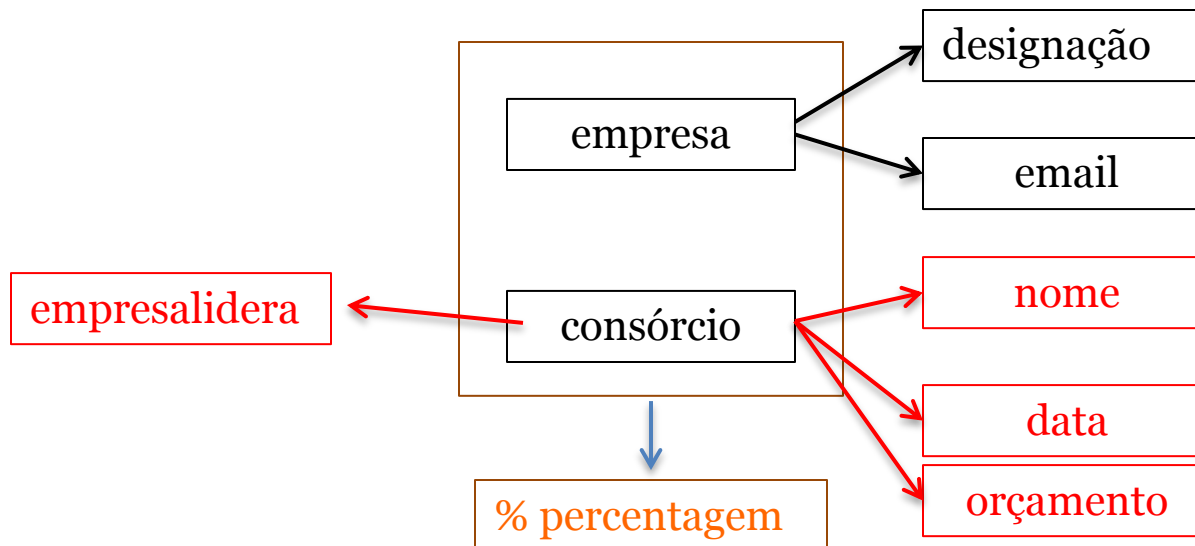 designação
empresa
email
nome
empresalidera
consórcio
data
orçamento
% percentagem